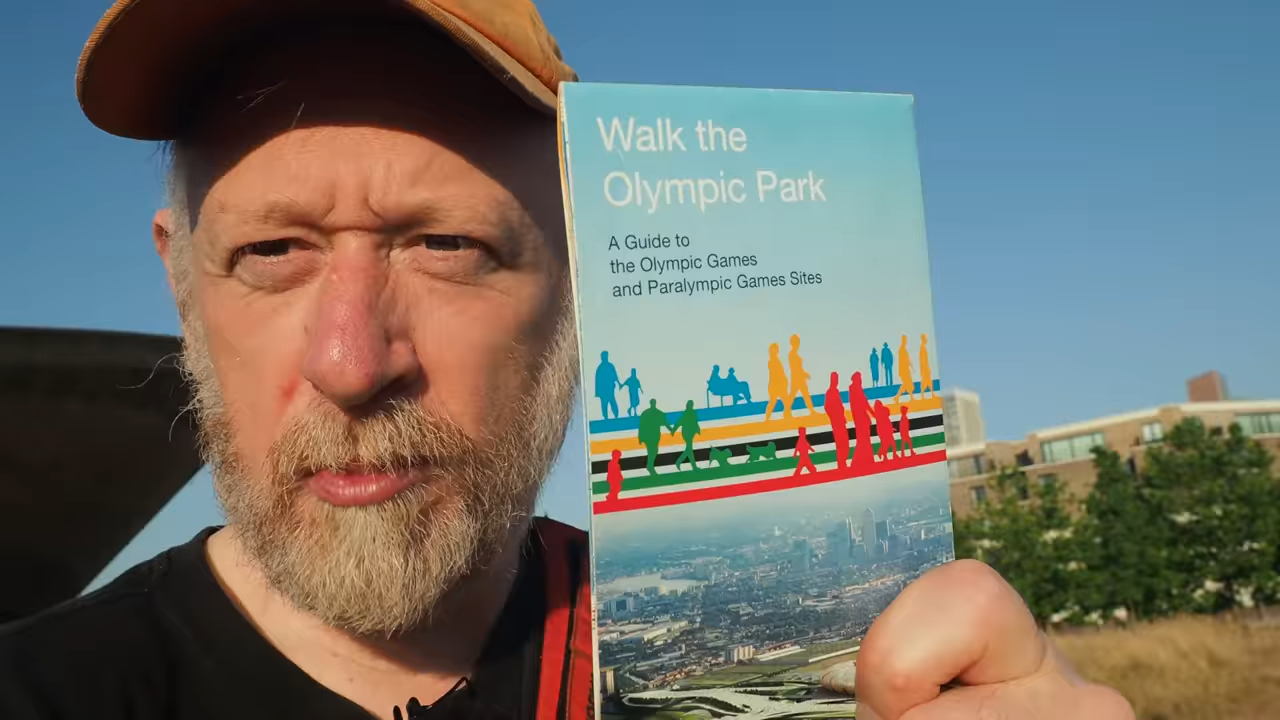 Walk the
Olympic Park
A Guide to
the Olympic Games
and Paralympic Games Sites